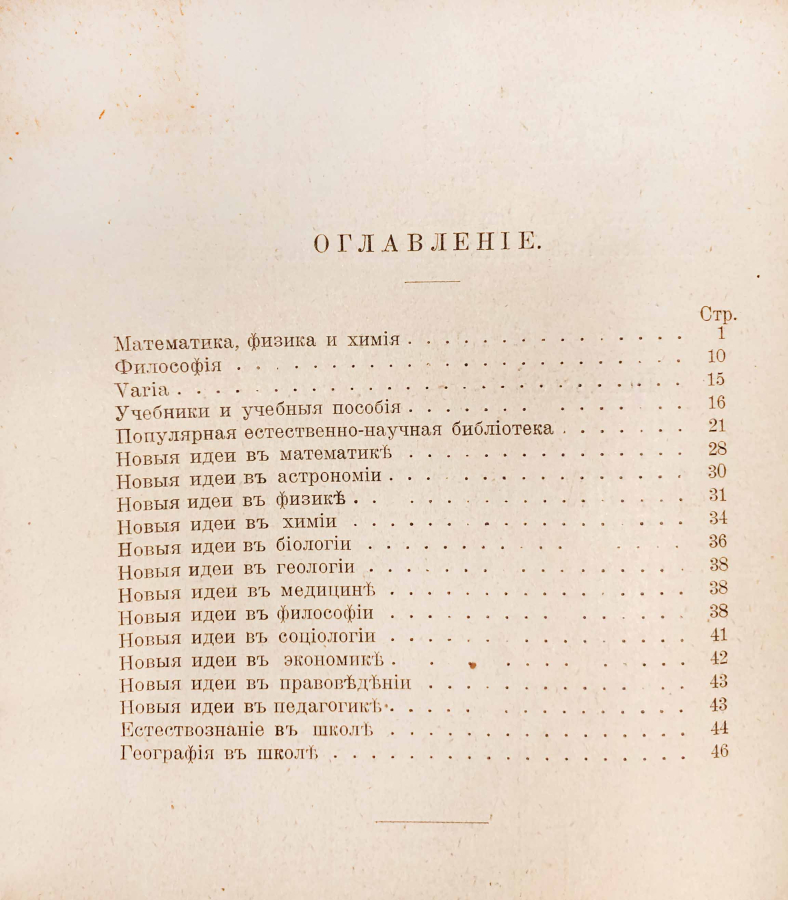 ОГЛАВЛЕНІЕ.
Стр.
Математика, физика и химія . . . . . . . . . . . . . . . 1
Философія . . . . . . . . . . . . . . . . . . . . . . . . 10
Varia . . . . . . . . . . . . . . . . . . . . . . . . . . 15
Учебники и учебныя пособія . . . . . . . . . . . . . . 16
Популярная естественно-научная библіотека . . . . . . . 21
Новыя идеи въ математикѣ . . . . . . . . . . . . . . . 28
Новыя идеи въ астрономіи . . . . . . . . . . . . . . . 30
Новыя идеи въ физикѣ . . . . . . . . . . . . . . . . . 31
Новыя идеи въ химіи . . . . . . . . . . . . . . . . . . 34
Новыя идеи въ біологіи . . . . . . . . . . . . . . . . 36
Новыя идеи въ геологіи . . . . . . . . . . . . . . . . 38
Новыя идеи въ медицинѣ . . . . . . . . . . . . . . . . 38
Новыя идеи въ философіи . . . . . . . . . . . . . . . 38
Новыя идеи въ соціологіи . . . . . . . . . . . . . . . 41
Новыя идеи въ экономикѣ . . . . . . . . . . . . . . . 42
Новыя идеи въ правовѣдѣніи . . . . . . . . . . . . . . 43
Новыя идеи въ педагогикѣ . . . . . . . . . . . . . . . 43
Естествознаніе въ школѣ . . . . . . . . . . . . . . . . 44
Географія въ школѣ . . . . . . . . . . . . . . . . . . 46